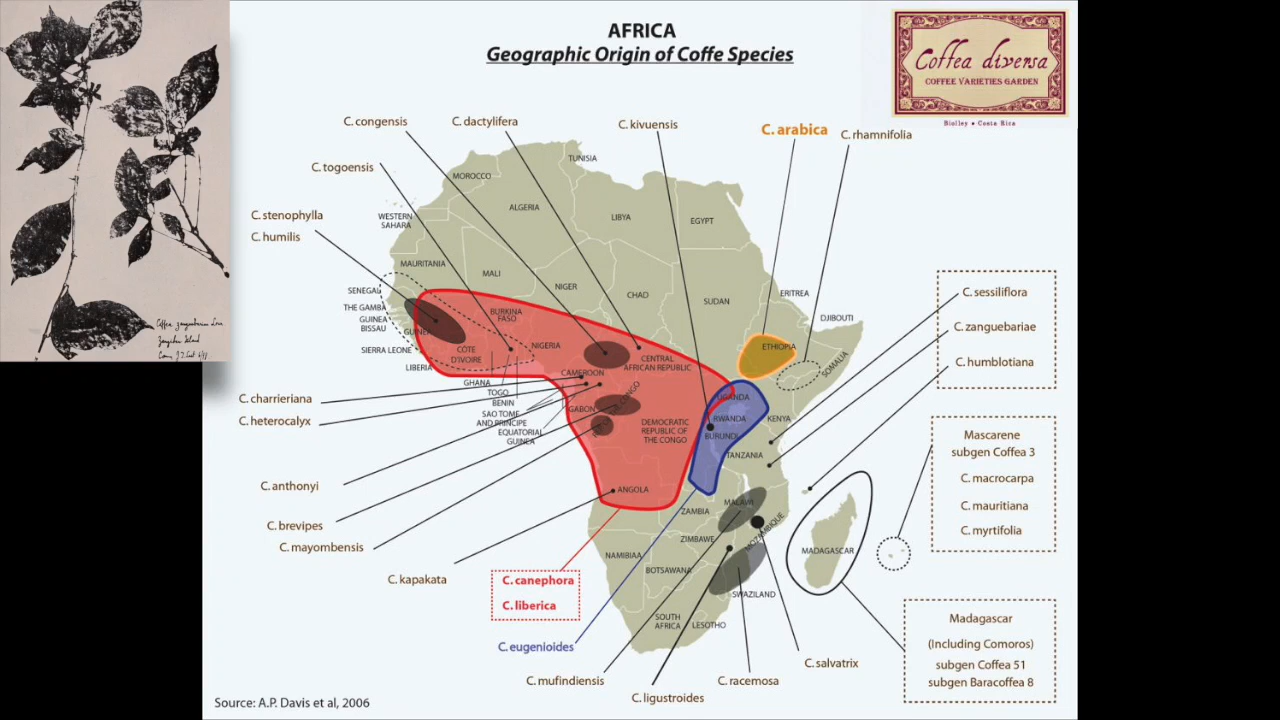 AFRICA
Geographic Origin of Coffe Species
Coffea diversa
COFFEE VARIETIES GARDEN
Biolley • Costa Rica
C. congensis
C. dactylifera
C. kivuensis
C. arabica
C. rhamnifolia
C. togoensis
C. stenophylla
C. humilis
TUNISIA
MOROCCO
ALGERIA
LIBYA
EGYPT
WESTERN
SAHARA
MAURITANIA
MALI
NIGER
CHAD
SUDAN
ERITREA
DJIBOUTI
SENEGAL
THE GAMBA
GUINEA
BISSAU
GUINEA
SIERRA LEONE
LIBERIA
BURKINA
FASO
COTE
D'IVOIRE
NIGERIA
GHANA
TOGO
BENIN
SAO TOME
AND PRINCIPE
EQUATORIAL
GUINEA
CAMEROON
CENTRAL
AFRICAN REPUBLIC
ETHIOPIA
SOMALIA
GABON
CONGO
DEMOCRATIC
REPUBLIC OF
THE CONGO
UGANDA
RWANDA
BURUNDI
KENYA
TANZANIA
ANGOLA
ZAMBIA
MALAWI
MOZAMBIQUE
ZIMBAWE
NAMIBIAA
BOTSAWANA
SWAZILAND
SOUTH
AFRICA
LESOTHO
MADAGASCAR
C. charrieriana
C. heterocalyx
C. anthonyi
C. brevipes
C. mayombensis
C. kapakata
C. canephora
C. liberica
C. eugenioides
C. mufindiensis
C. ligustroides
C. racemosa
C. salvatrix
C. sessiliflora
C. zanguebariae
C. humblotiana
Mascarene
subgen Coffea 3
C. macrocarpa
C. mauritiana
C. myrtifolia
Madagascar
(Including Comoros)
subgen Coffea 51
subgen Baracoffea 8
Source: A.P. Davis et al, 2006